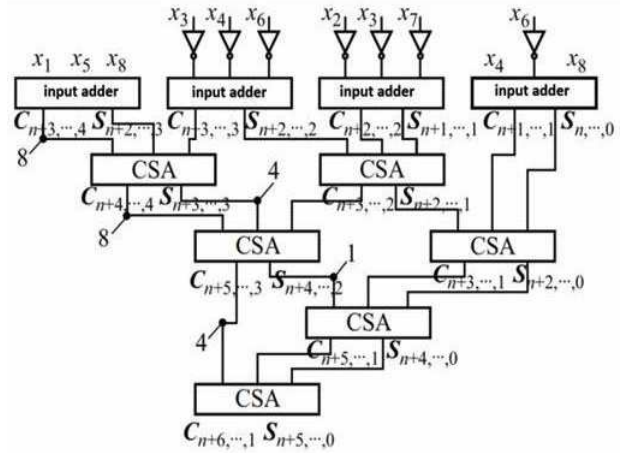 x3 x4 x6 x2 x3 x7 x6
x1 x5 x8 x4 x8
input adder input adder input adder input adder
Cn+3,...,4 Sn+2,...,3 Cn+3,...,3 Sn+2,...,2 Cn+2,...,2 Sn+1,...,1 Cn+1,...,1 Sn,...,0
8 CSA CSA
4
Cn+4,...,4 Sn+3,...,3 Cn+3,...,2 Sn+2,...,1
8 CSA CSA
1
Cn+5,...,3 Sn+4,...,2 Cn+3,...,1 Sn+2,...,0
CSA
4
Cn+5,...,1 Sn+4,...,0
CSA
Cn+6,...,1 Sn+5,...,0